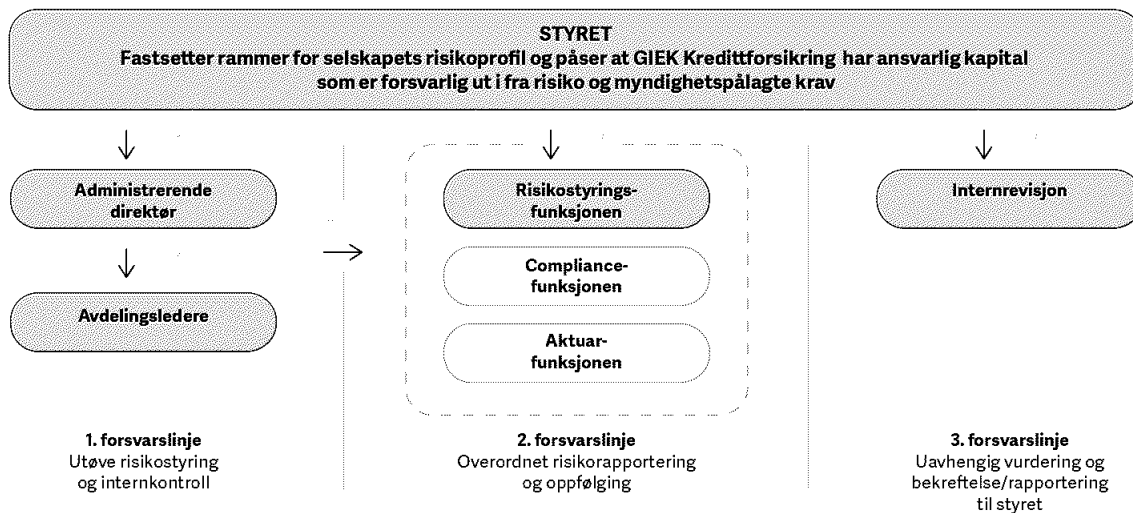 STYRET
Fastsetter rammer for selskapets risikoprofil og påser at GIEK Kredittforsikring har ansvarlig kapital
som er forsvarlig ut i fra risiko og myndighetspålagte krav
Administrerende
direktør
Avdelingsledere
Risikostyrings-
funksjonen
Compliance-
funksjonen
Aktuar-
funksjonen
Internrevisjon
1. forsvarslinje
Utøve risikostyring
og internkontroll
2. forsvarslinje
Overordnet risikorapportering
og oppfølging
3. forsvarslinje
Uavhengig vurdering og
bekreftelse/rapportering
til styret